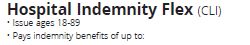 Hospital Indemnity Flex (CLI)
• Issue ages 18-89
• Pays indemnity benefits of up to: